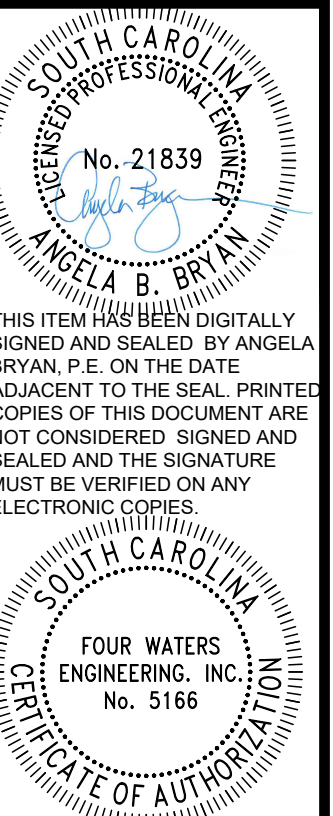 SOUTH CAROLINA
LICENSED PROFESSIONAL ENGINEER
No. 21839
ANGELA B. BRYAN
THIS ITEM HAS BEEN DIGITALLY
SIGNED AND SEALED BY ANGELA
BRYAN, P.E. ON THE DATE
ADJACENT TO THE SEAL. PRINTED
COPIES OF THIS DOCUMENT ARE
NOT CONSIDERED SIGNED AND
SEALED AND THE SIGNATURE
MUST BE VERIFIED ON ANY
ELECTRONIC COPIES.
SOUTH CAROLINA
FOUR WATERS
ENGINEERING. INC.
No. 5166
CERTIFICATE OF AUTHORIZATION